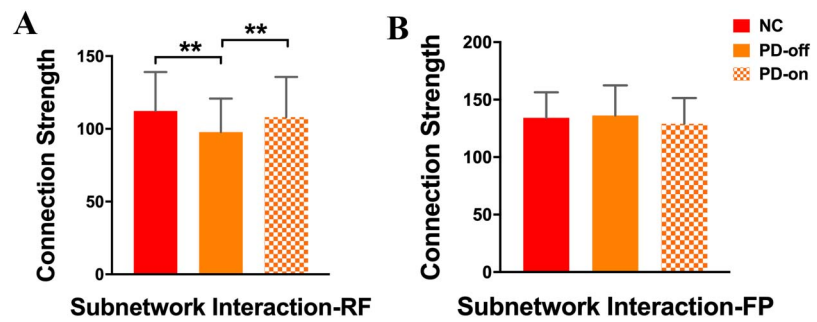 A
Connection Strength
150
100
50
0
**
**
Subnetwork Interaction-RF
B
Connection Strength
200
150
100
50
0
Subnetwork Interaction-FP
NC
PD-off
PD-on